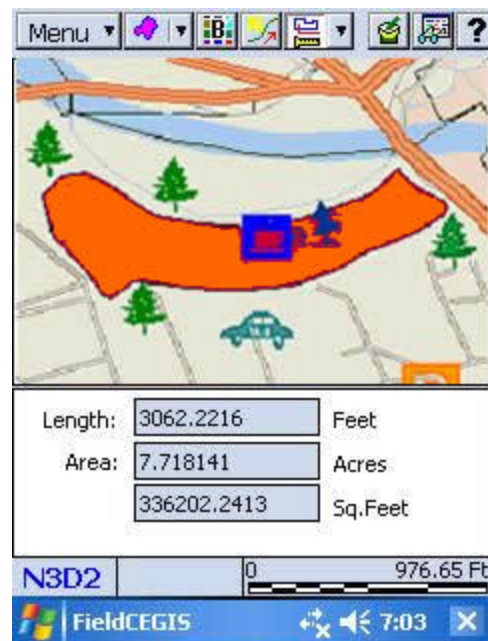 Menu B ?
Length: 3062.2216 Feet
Area: 7.718141 Acres
336202.2413 Sq.Feet
N3D2 0 976.65 Ft
FieldCEGIS 7:03